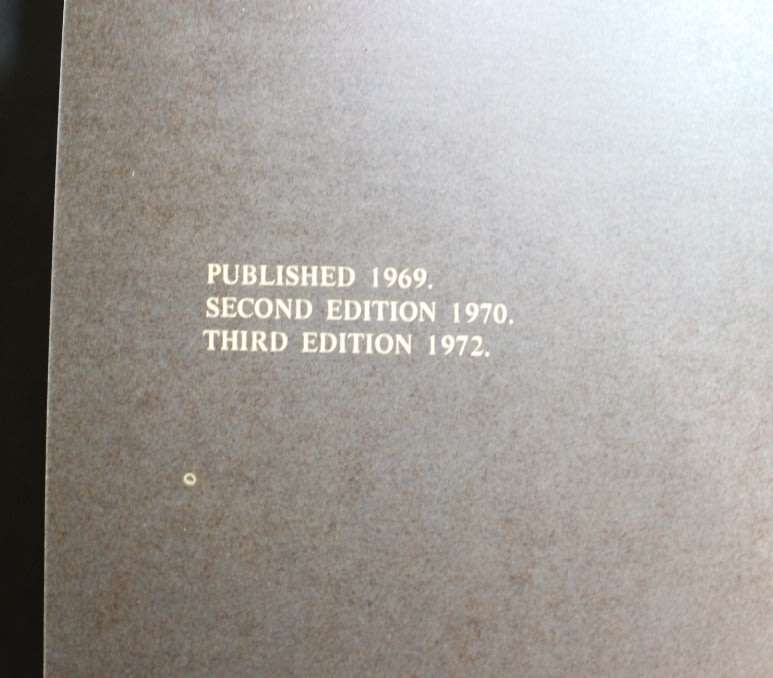 PUBLISHED 1969.
SECOND EDITION 1970.
THIRD EDITION 1972.